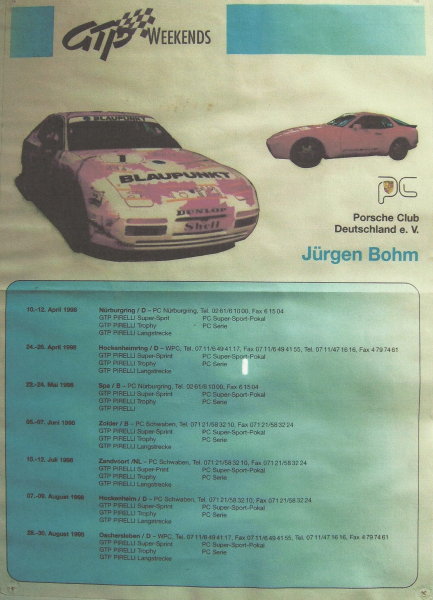 GTP WEEKENDS
BLAUPUNKT
BLAUPUNKT
DUNLOP
Shell
PC
Porsche Club
Deutschland e. V.
Jürgen Bohm
10.-12. April 1998 Nürburgring / D – PC Nürburgring, Tel. 02 61/6 10 00, Fax 6 15 04
GTP PIRELLI Super-Sprit PC Super-Sport-Pokal
GTP PIRELLI Trophy PC Serie
GTP PIRELLI Langstrecke
24.-26. April 1998 Hockenheimring / D – WPC, Tel. 07 11/6 49 41 17, Fax 07 11/6 49 41 55, Tel. 07 11/47 16 16, Fax 4 79 74 61
GTP PIRELLI Super-Sprint PC Super-Sport-Pokal
GTP PIRELLI Trophy PC Serie
GTP PIRELLI Langstrecke
Mai 1998 Spa / B – PC Nürburgring, Tel. 02 61/6 10 00, Fax 6 15 04
GTP PIRELLI Super-Sprint PC Super-Sport-Pokal
GTP PIRELLI Trophy PC Serie
GTP PIRELLI
05.-07. Juni 1998 Zolder / B – PC Schwaben, Tel. 071 21/58 32 10, Fax 071 21/58 32 24
GTP PIRELLI Super-Sprint PC Super-Sport-Pokal
GTP PIRELLI Trophy PC Serie
GTP PIRELLI Langstrecke
10.-12. Juli 1998 Zandvoort /NL – PC Schwaben, Tel. 071 21/58 32 10, Fax 071 21/58 32 24
GTP PIRELLI Super-Print PC Super-Sport-Pokal
GTP PIRELLI Trophy PC Serie
GTP PIRELLI Langstrecke
07.-09. August 1998 Hockenheim / D – PC Schwaben, Tel. 071 21/58 32 10, Fax 071 21/58 32 24
GTP PIRELLI Super-Sprint PC Super-Sport-Pokal
GTP PIRELLI Trophy PC Serie
GTP PIRELLI Langstrecke
28.-30. August 1998 Oschersleben / D – WPC, Tel. 07 11/6 49 41 17, Fax 07 11/6 49 41 55, Tel. 07 11/47 16 16, Fax 4 79 74 61
GTP PIRELLI Super-Sprint PC Super-Sport-Pokal
GTP PIRELLI Trophy PC Serie
GTP PIRELLI Langstrecke